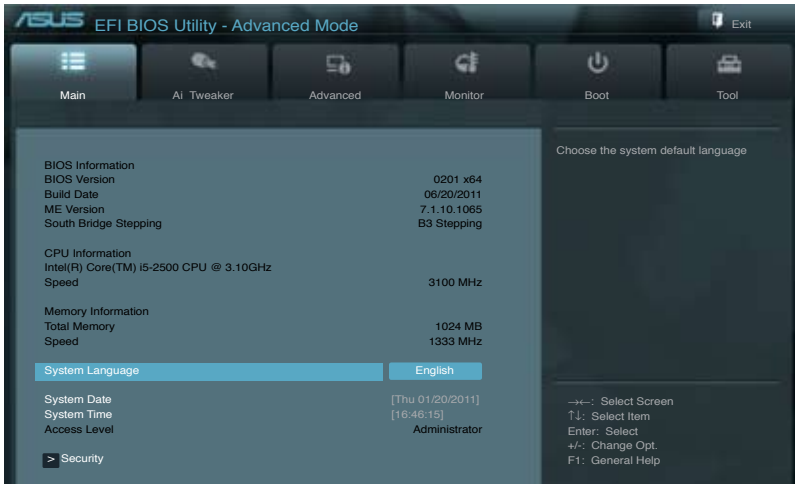 ASUS EFI BIOS Utility - Advanced Mode
Exit
Main Ai Tweaker Advanced Monitor Boot Tool
BIOS Information
BIOS Version 0201 x64
Build Date 06/20/2011
ME Version 7.1.10.1065
South Bridge Stepping B3 Stepping
CPU Information
Intel(R) Core(TM) i5-2500 CPU @ 3.10GHz
Speed 3100 MHz
Memory Information
Total Memory 1024 MB
Speed 1333 MHz
System Language English
System Date [Thu 01/20/2011]
System Time [16:46:15]
Access Level Administrator
> Security
Choose the system default language
→←: Select Screen
↑↓: Select Item
Enter: Select
+/-: Change Opt.
F1: General Help